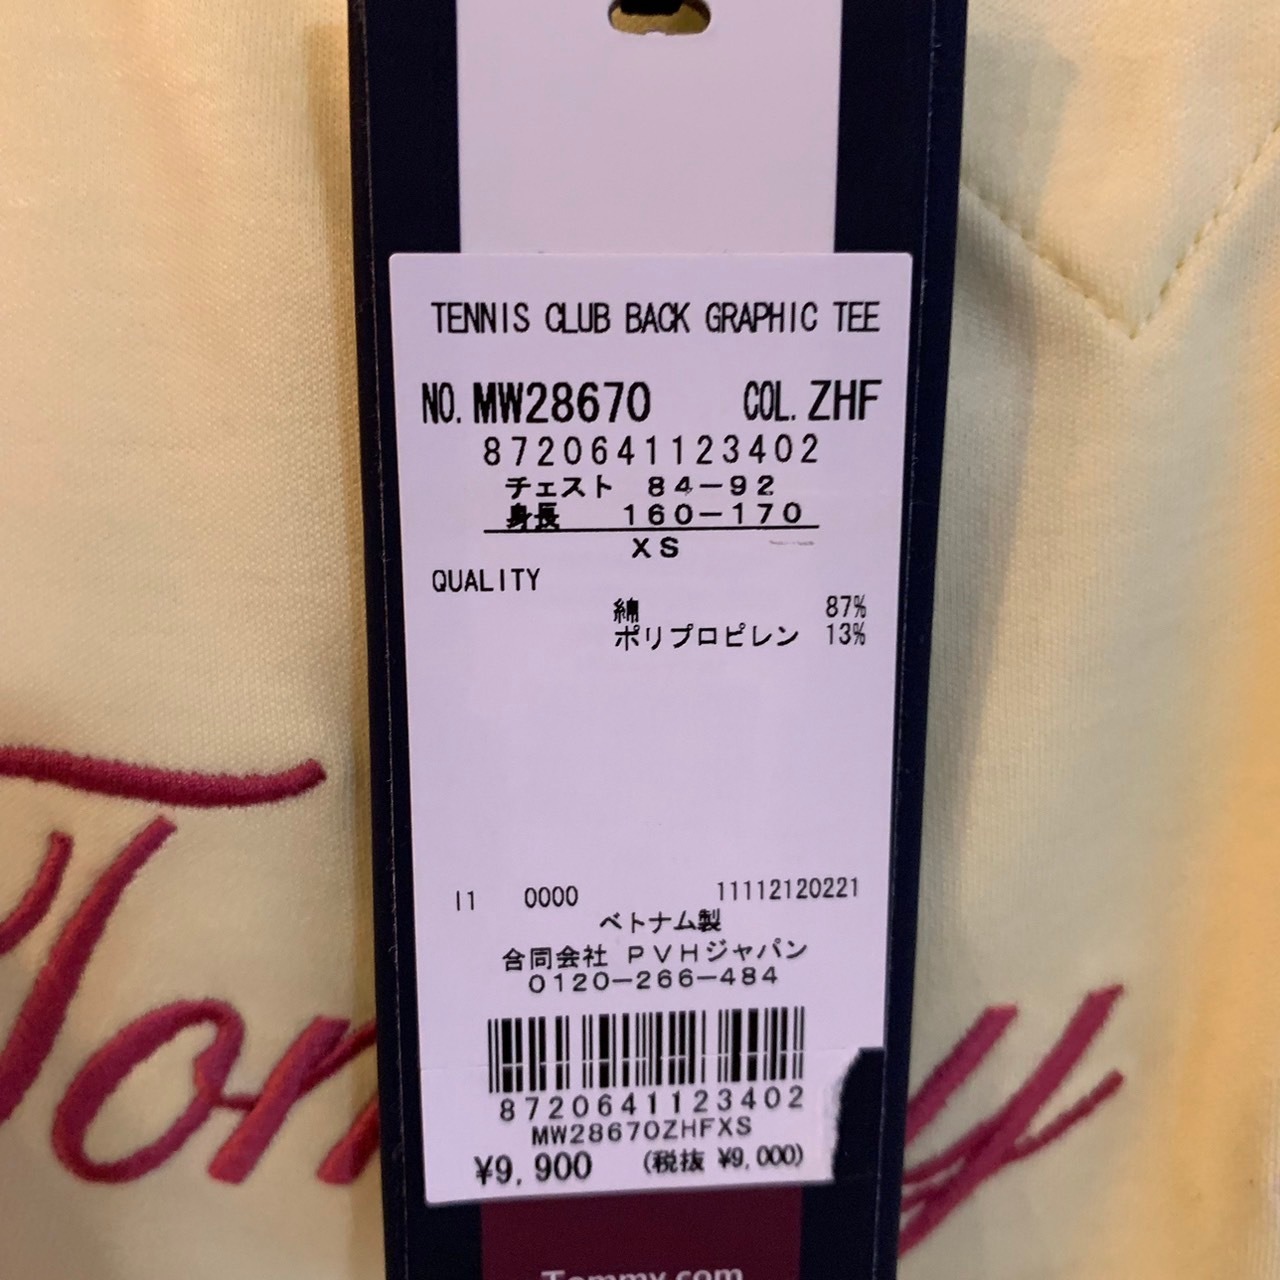 TENNIS CLUB BACK GRAPHIC TEE
NO. MW28670 COL. ZHF
8720641123402
チェスト 84-92
身長 160-170
XS
QUALITY
綿 87%
ポリプロピレン 13%
I1 0000 11112120221
ベトナム製
合同会社 PVHジャパン
0120-266-484
8720641123402
MW28670ZHFXS
¥9,900 (税抜 ¥9,000)
Tommy.com
Tommy